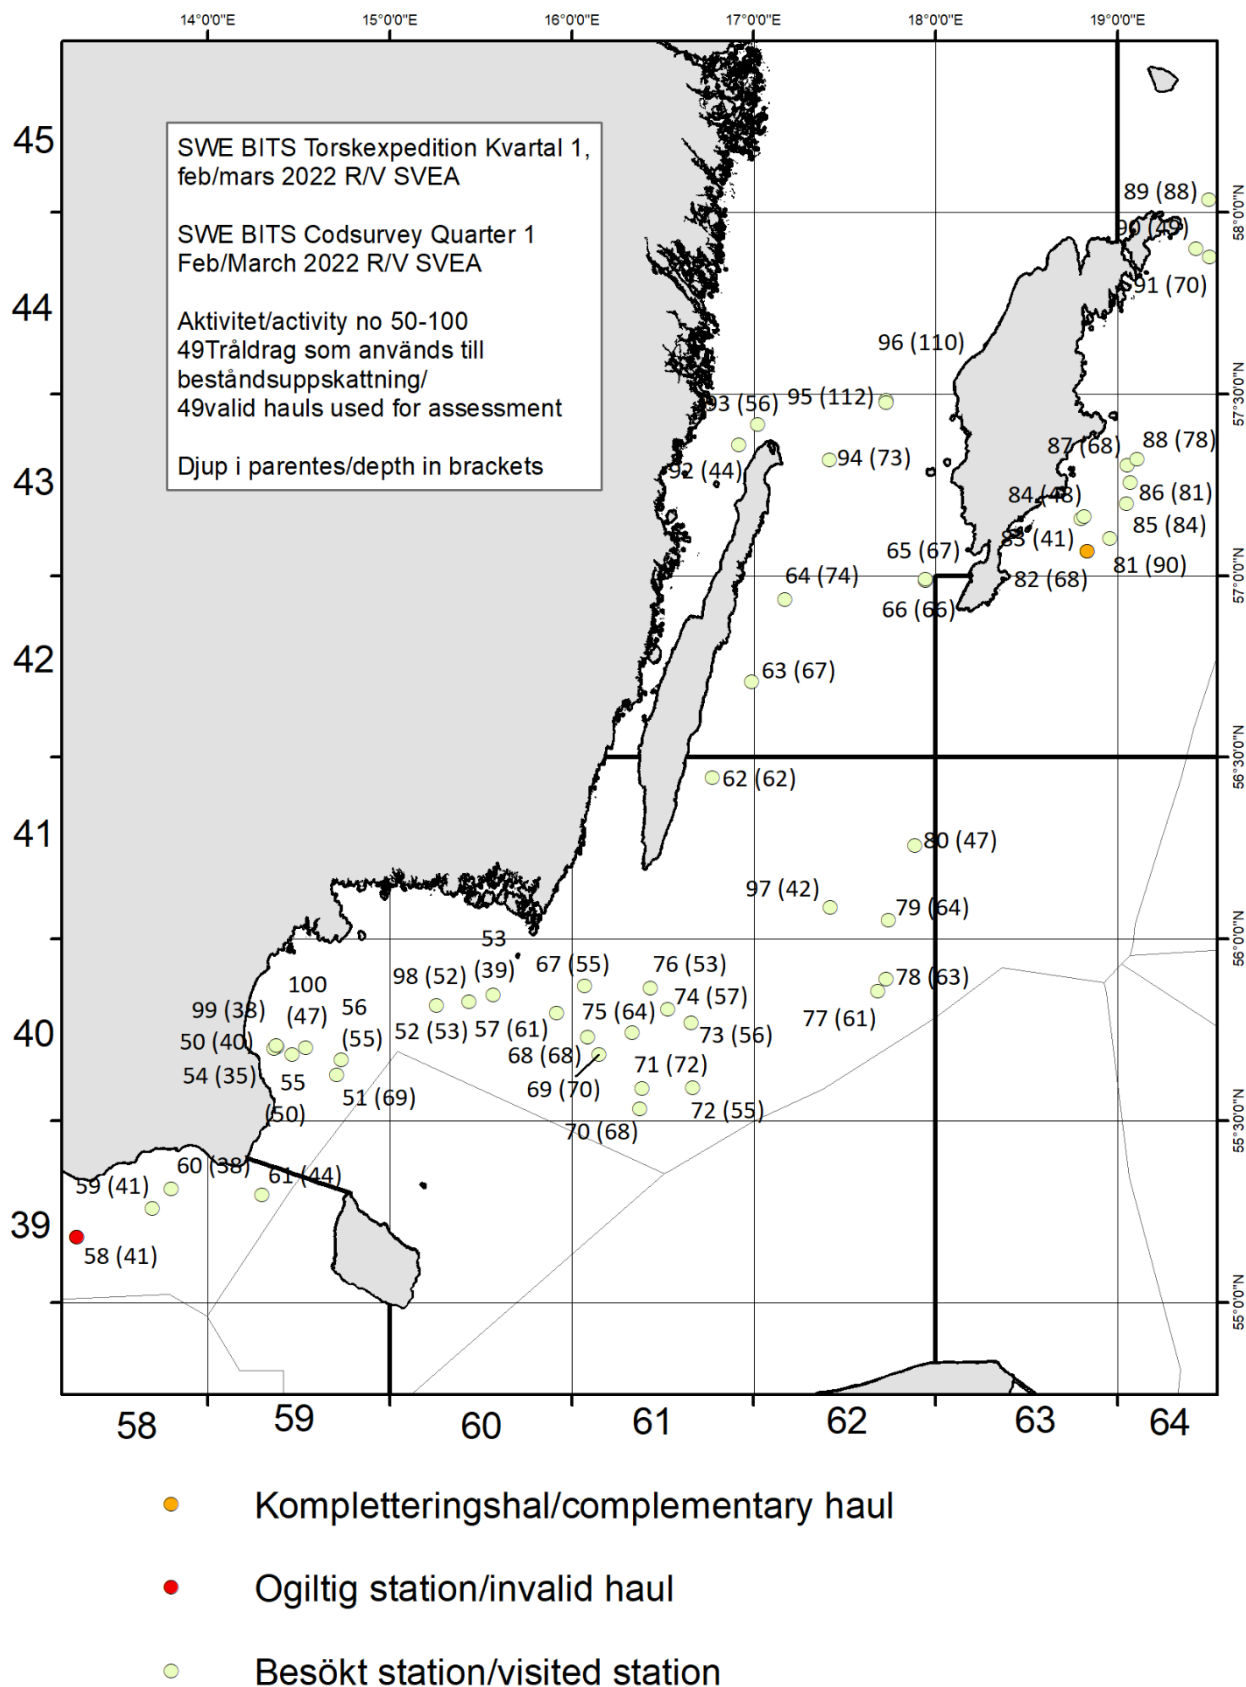 14°0'0"E 15°0'0"E 16°0'0"E 17°0'0"E 18°0'0"E 19°0'0"E
45
SWE BITS Torskexpedition Kvartal 1,
feb/mars 2022 R/V SVEA
SWE BITS Codsurvey Quarter 1
Feb/March 2022 R/V SVEA
Aktivitet/activity no 50-100
49Tråldrag som används till
beståndsuppskattning/
49valid hauls used for assessment
Djup i parentes/depth in brackets
89 (88)
58°0'0"N
90 (49)
91 (70)
44
96 (110)
95 (112)
93 (56)
57°30'0"N
92 (44)
94 (73)
87 (68)
88 (78)
43
84 (48)
86 (81)
85 (84)
83 (41)
65 (67)
81 (90)
64 (74)
82 (68)
57°0'0"N
66 (66)
42
63 (67)
56°30'0"N
62 (62)
41
80 (47)
97 (42)
79 (64)
53
(39)
56°0'0"N
67 (55)
76 (53)
98 (52)
78 (63)
100
(47)
99 (38)
56
(55)
75 (64)
74 (57)
77 (61)
40
50 (40)
52 (53)
57 (61)
73 (56)
68 (68)
54 (35)
55
(50)
51 (69)
69 (70)
71 (72)
72 (55)
70 (68)
55°30'0"N
60 (38)
61 (44)
59 (41)
39
58 (41)
55°0'0"N
58 59 60 61 62 63 64
Kompletteringshal/complementary haul
Ogiltig station/invalid haul
Besökt station/visited station